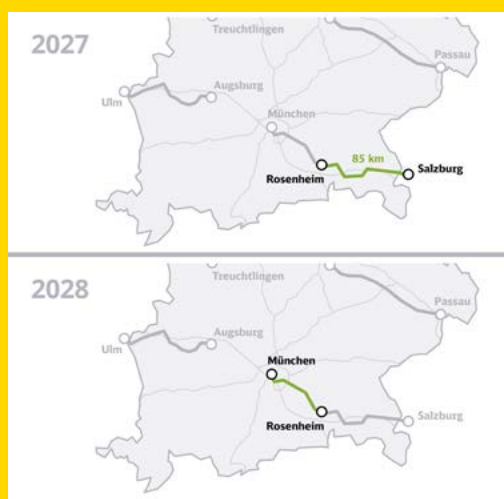 2027
Treuchtlingen
Passau
Augsburg
Ulm
München
85 km
Rosenheim
Salzburg
2028
Treuchtlingen
Passau
Augsburg
Ulm
München
Rosenheim
Salzburg